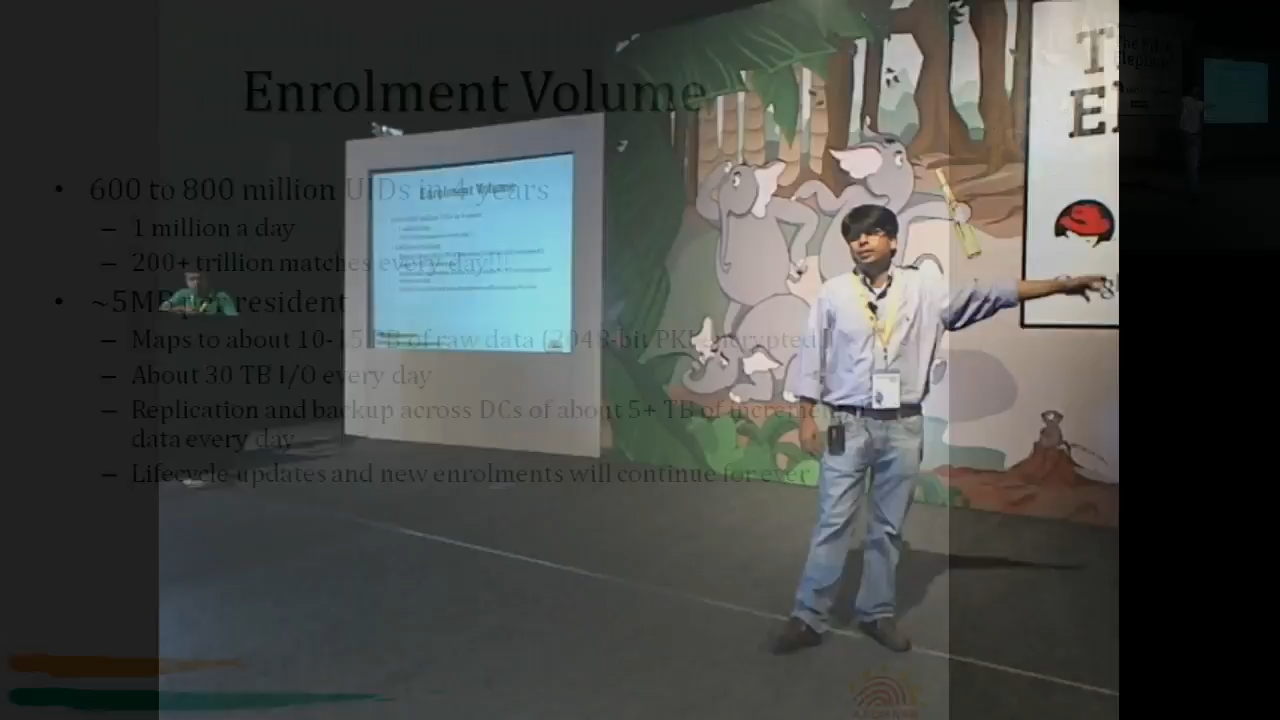 Enrolment Volume
• 600 to 800 million UIDs in 4 years
– 1 million a day
– 200+ trillion matches every day!!!
• ~5MB per resident
– Maps to about 10-15 PB of raw data (2048-bit PKI encrypted!)
– About 30 TB I/O every day
– Replication and backup across DCs of about 5+ TB of incremental
data every day
– Lifecycle updates and new enrolments will continue for ever
Enrolment Volume